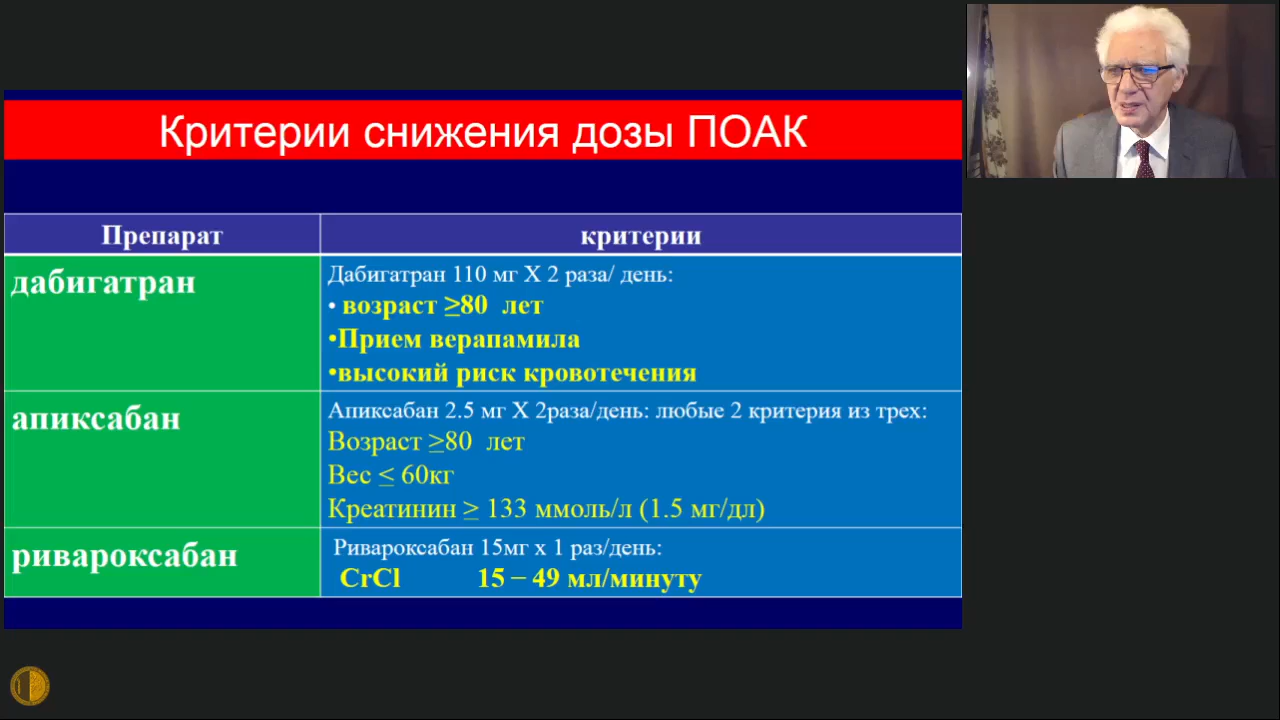 Критерии снижения дозы ПОАК
Препарат
критерии
дабигатран
Дабигатран 110 мг Х 2 раза/ день:
• возраст ≥80 лет
•Прием верапамила
•высокий риск кровотечения
апиксабан
Апиксабан 2.5 мг Х 2раза/день: любые 2 критерия из трех:
Возраст ≥80 лет
Вес ≤ 60кг
Креатинин ≥ 133 ммоль/л (1.5 мг/дл)
ривароксабан
Ривароксабан 15мг х 1 раз/день:
CrCl 15 – 49 мл/минуту